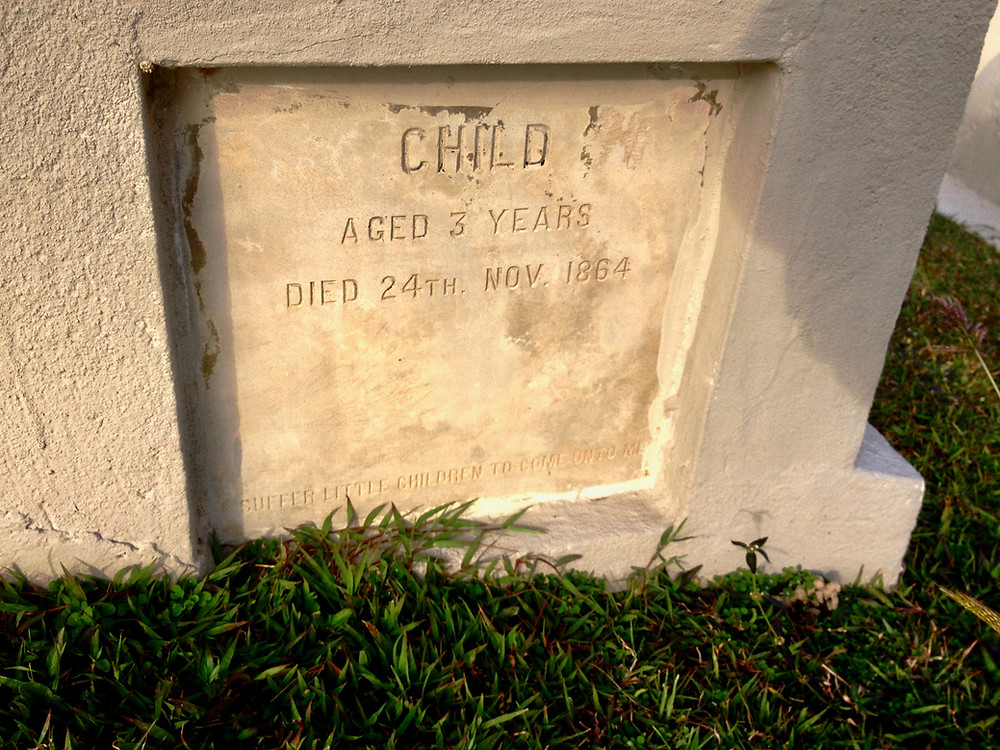 CHILD
AGED 3 YEARS
DIED 24TH. NOV. 1864
SUFFER LITTLE CHILDREN TO COME UNTO ME